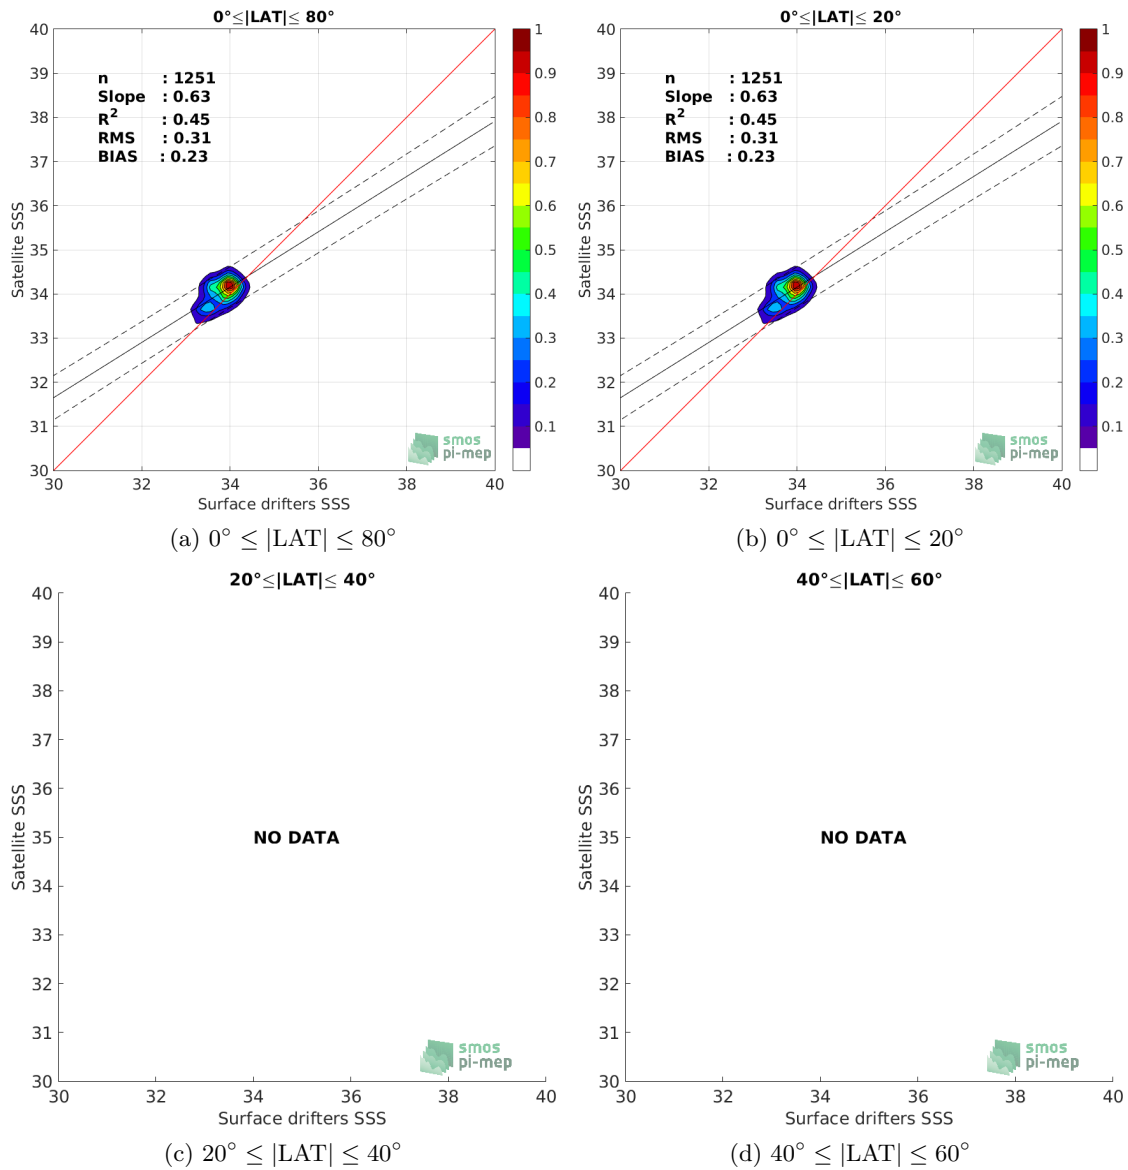 0°≤|LAT|≤ 80°
40
39
38
37
36
35
34
33
32
31
30
Satellite SSS
n : 1251
Slope : 0.63
R2 : 0.45
RMS : 0.31
BIAS : 0.23
smos
pi-mep
30 32 34 36 38 40
Surface drifters SSS
1
0.9
0.8
0.7
0.6
0.5
0.4
0.3
0.2
0.1
(a) 0° ≤ |LAT| ≤ 80°
0°≤|LAT|≤ 20°
40
39
38
37
36
35
34
33
32
31
30
Satellite SSS
n : 1251
Slope : 0.63
R2 : 0.45
RMS : 0.31
BIAS : 0.23
smos
pi-mep
30 32 34 36 38 40
Surface drifters SSS
1
0.9
0.8
0.7
0.6
0.5
0.4
0.3
0.2
0.1
(b) 0° ≤ |LAT| ≤ 20°
20°≤|LAT|≤ 40°
40
39
38
37
36
35
34
33
32
31
30
Satellite SSS
NO DATA
smos
pi-mep
30 32 34 36 38 40
Surface drifters SSS
(c) 20° ≤ |LAT| ≤ 40°
40°≤|LAT|≤ 60°
40
39
38
37
36
35
34
33
32
31
30
Satellite SSS
NO DATA
smos
pi-mep
30 32 34 36 38 40
Surface drifters SSS
(d) 40° ≤ |LAT| ≤ 60°